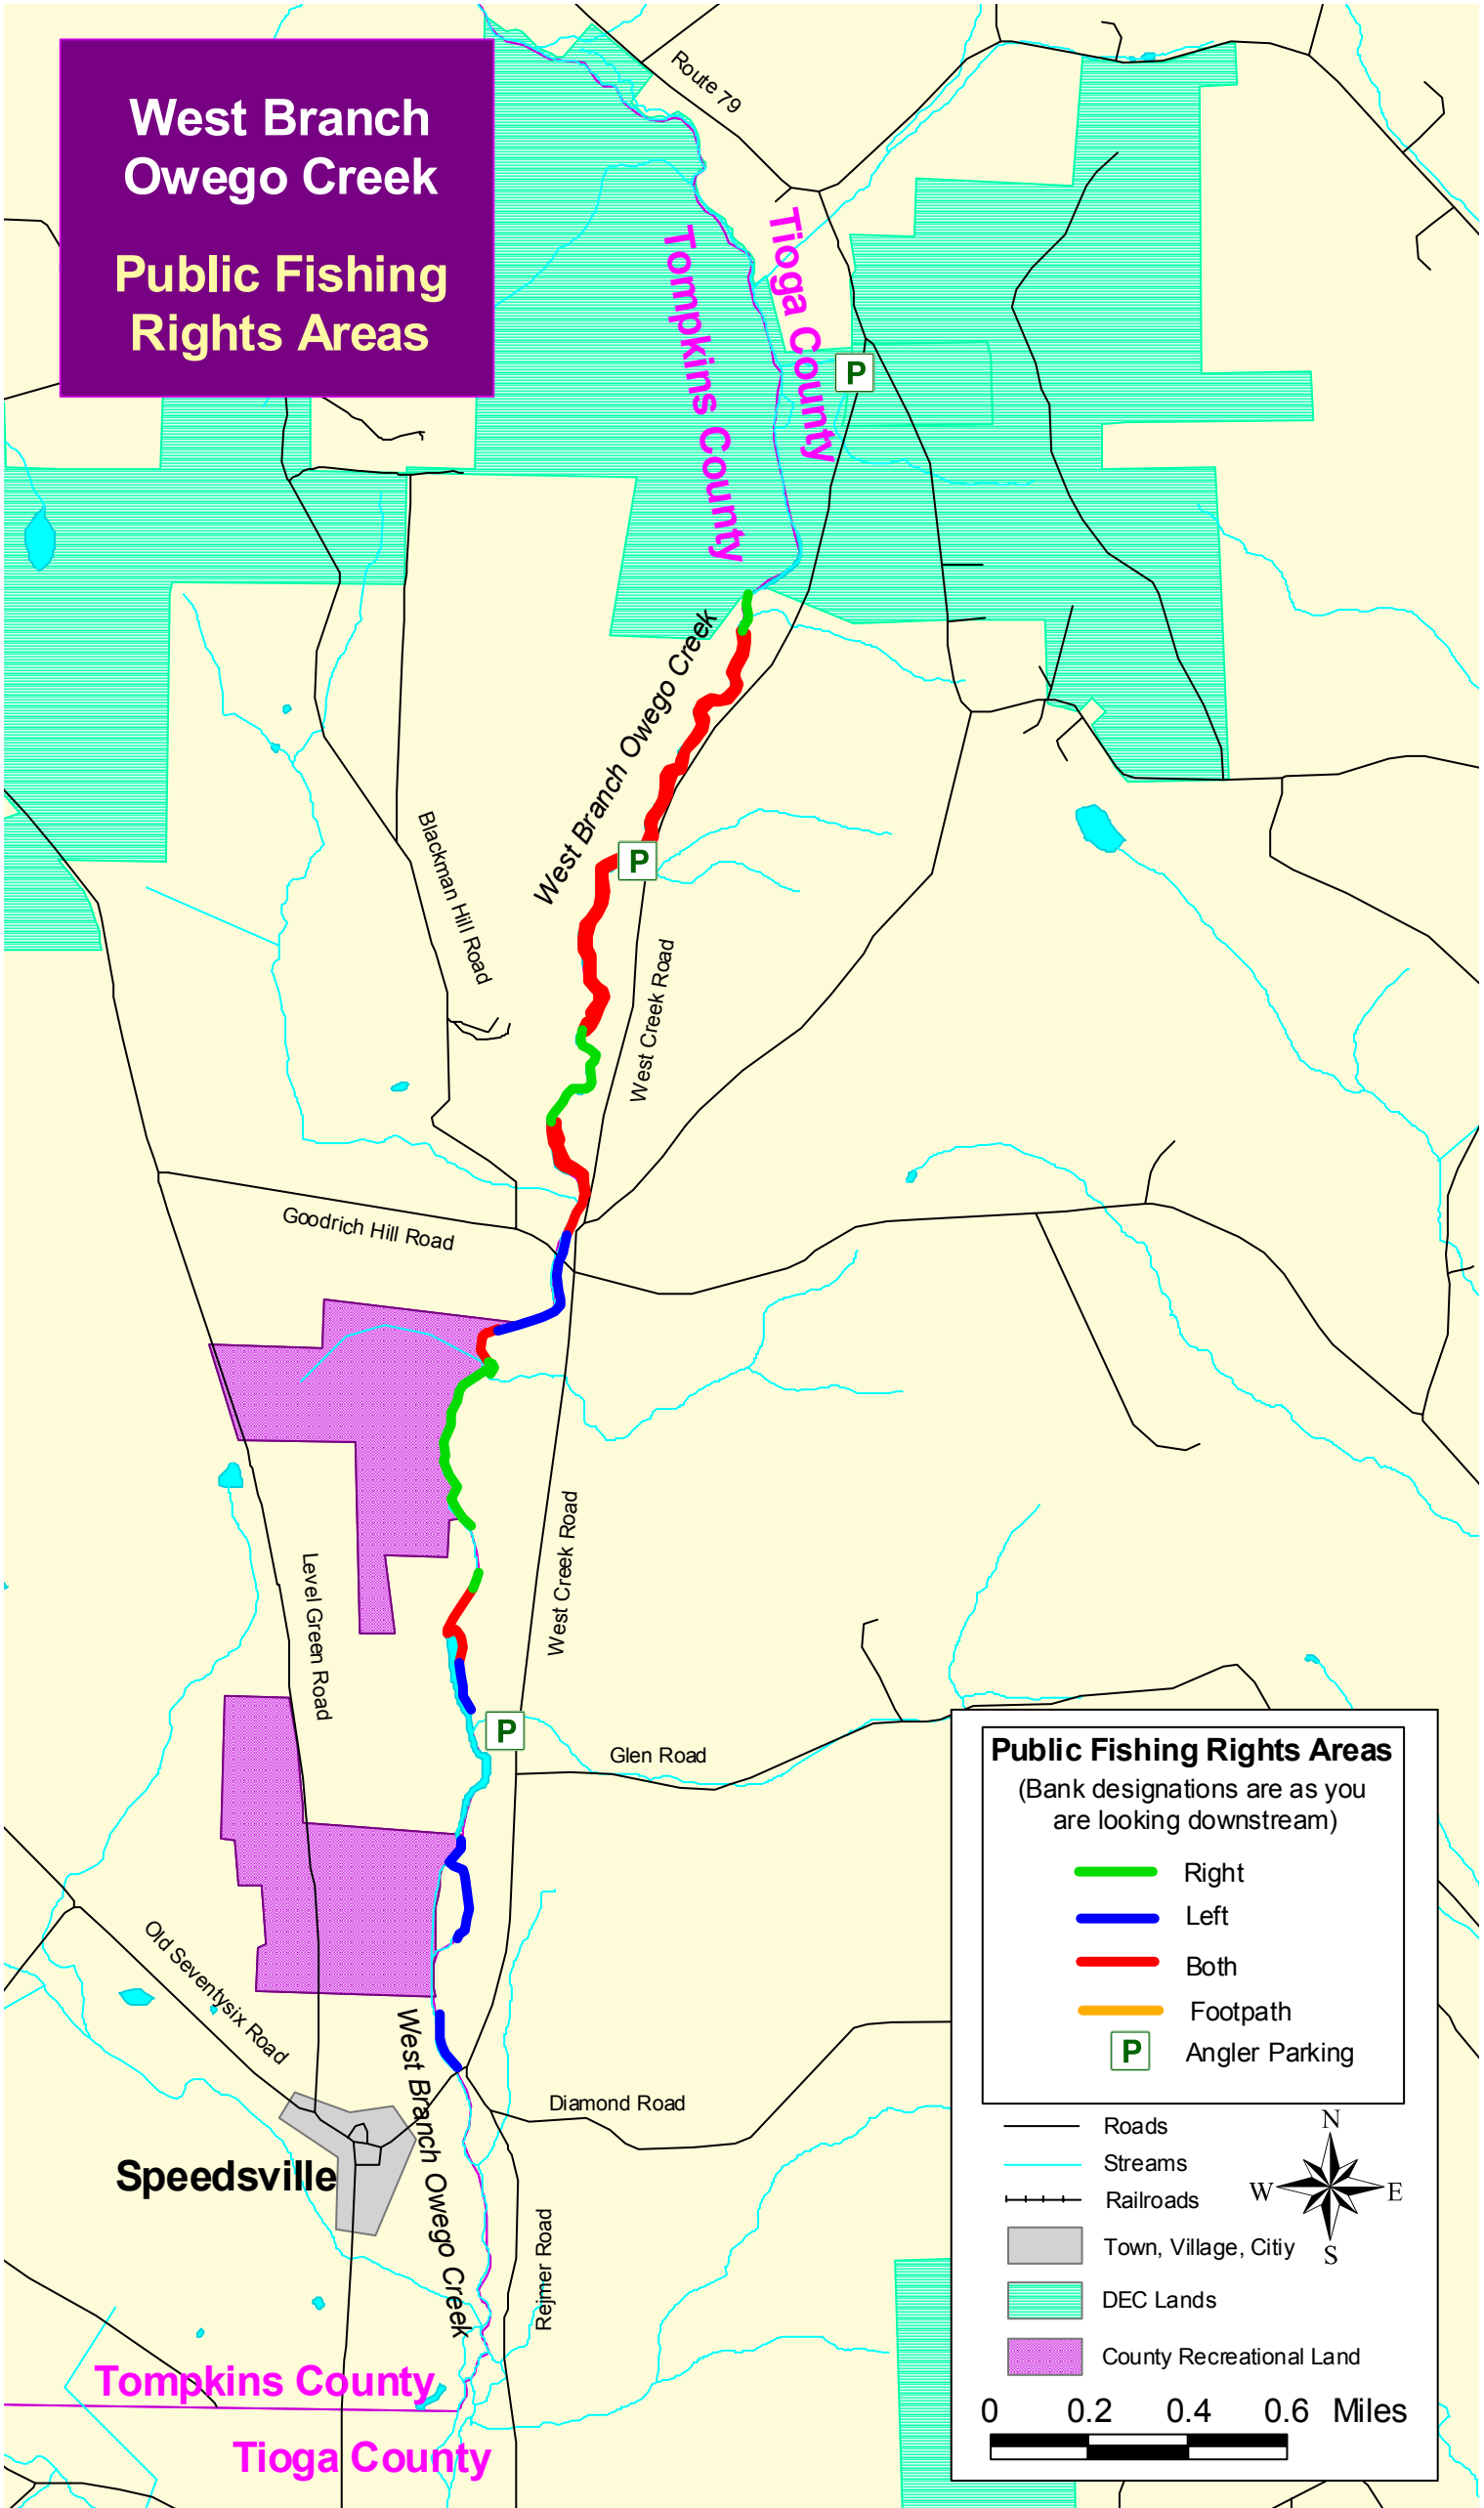 West Branch
Owego Creek
Public Fishing
Rights Areas
Route 79
Tioga County
Tompkins County
P
West Branch Owego Creek
P
Blackman Hill Road
West Creek Road
Goodrich Hill Road
West Creek Road
Level Green Road
P
Glen Road
Old Seventysix Road
West Branch Owego Creek
Diamond Road
Speedsville
Rejmer Road
Tompkins County
Tioga County
Public Fishing Rights Areas
(Bank designations are as you
are looking downstream)
Right
Left
Both
Footpath
P Angler Parking
Roads
Streams
Railroads
Town, Village, Citiy
DEC Lands
County Recreational Land
N
W E
S
0 0.2 0.4 0.6 Miles